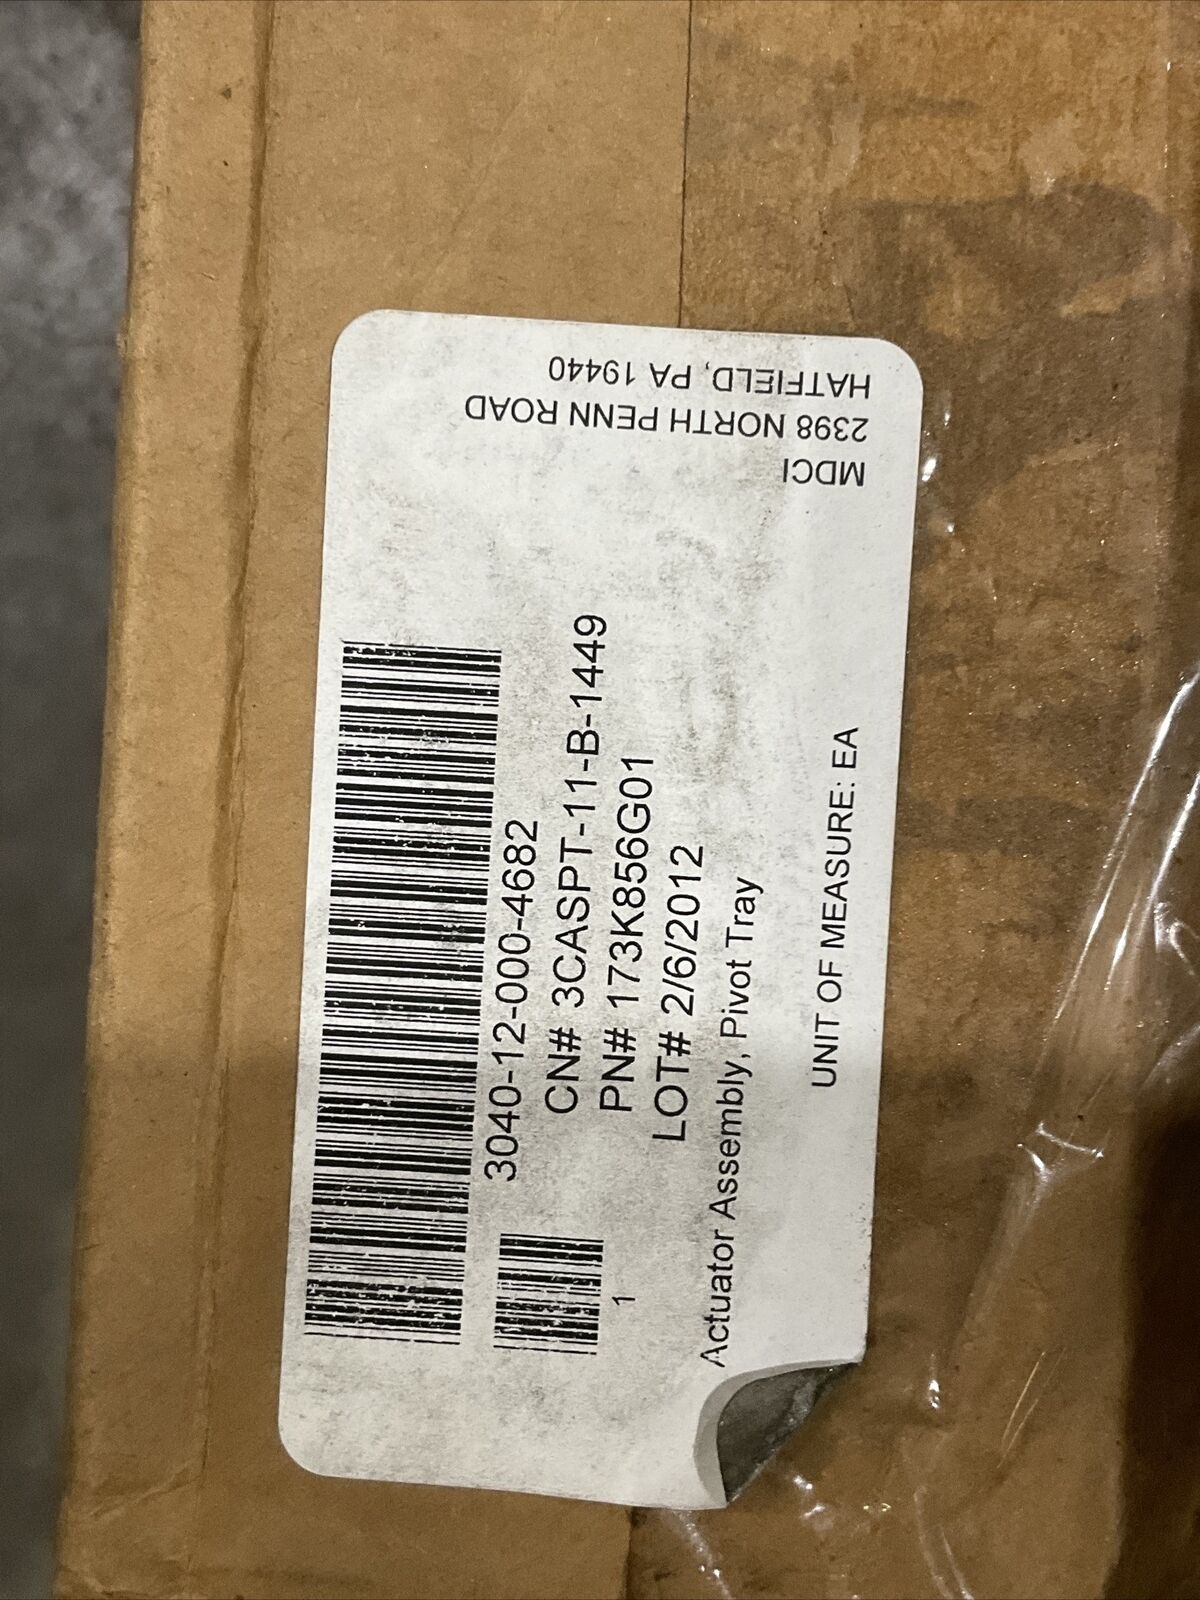 3040-12-000-4682
CN# 3CASPT-11-B-1449
PN# 173K856G01
LOT# 2/6/2012
1
Actuator Assembly, Pivot Tray
UNIT OF MEASURE: EA
MDCI
2398 NORTH PENN ROAD
HATFIELD, PA 19440